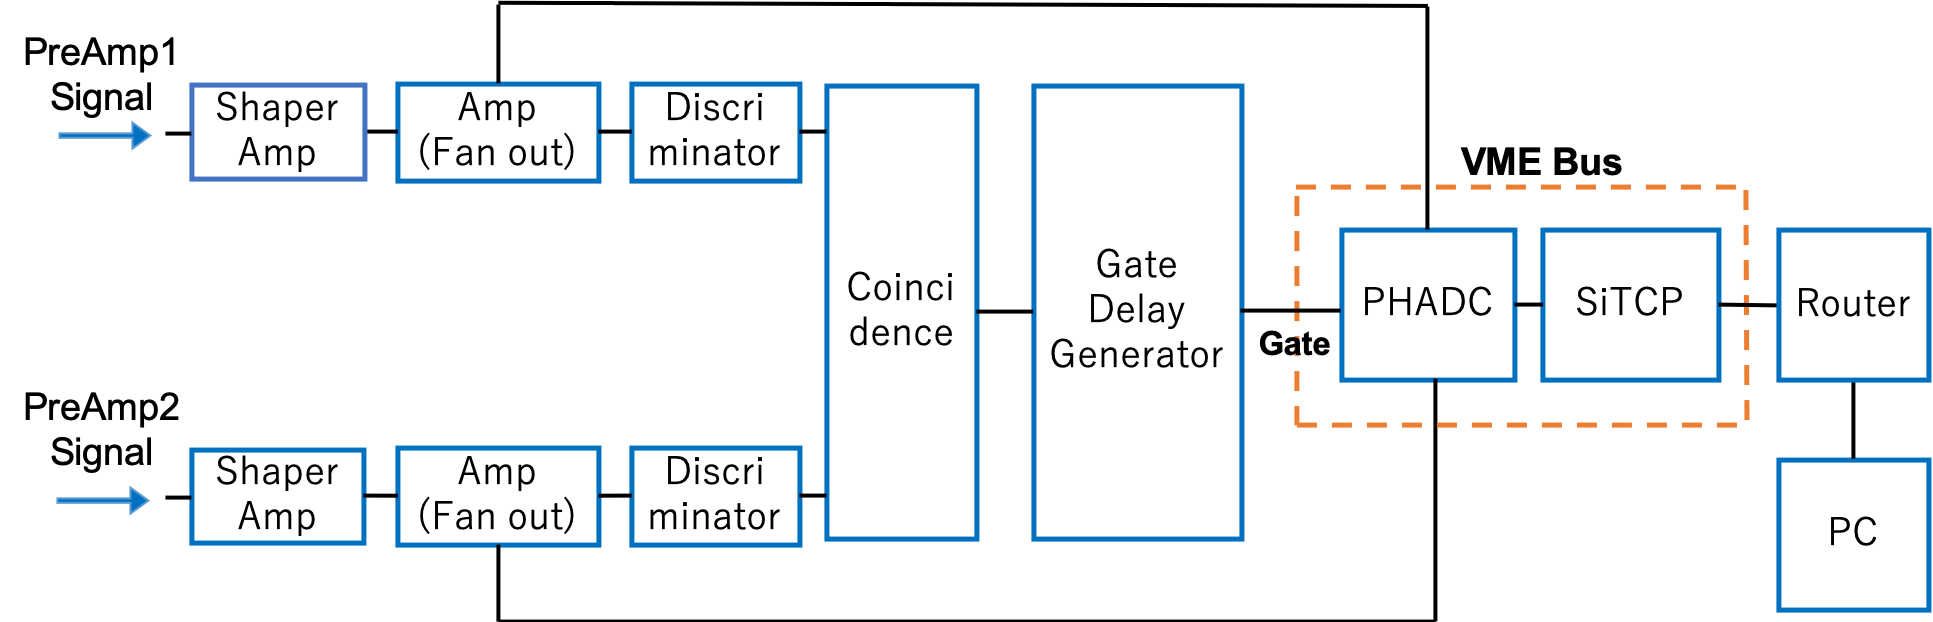 PreAmp1
Signal
Shaper
Amp
Amp
(Fan out)
Discri
minator
Coinci
dence
Gate
Delay
Generator
VME Bus
Gate
PHADC
SiTCP
Router
PC
PreAmp2
Signal
Shaper
Amp
Amp
(Fan out)
Discri
minator